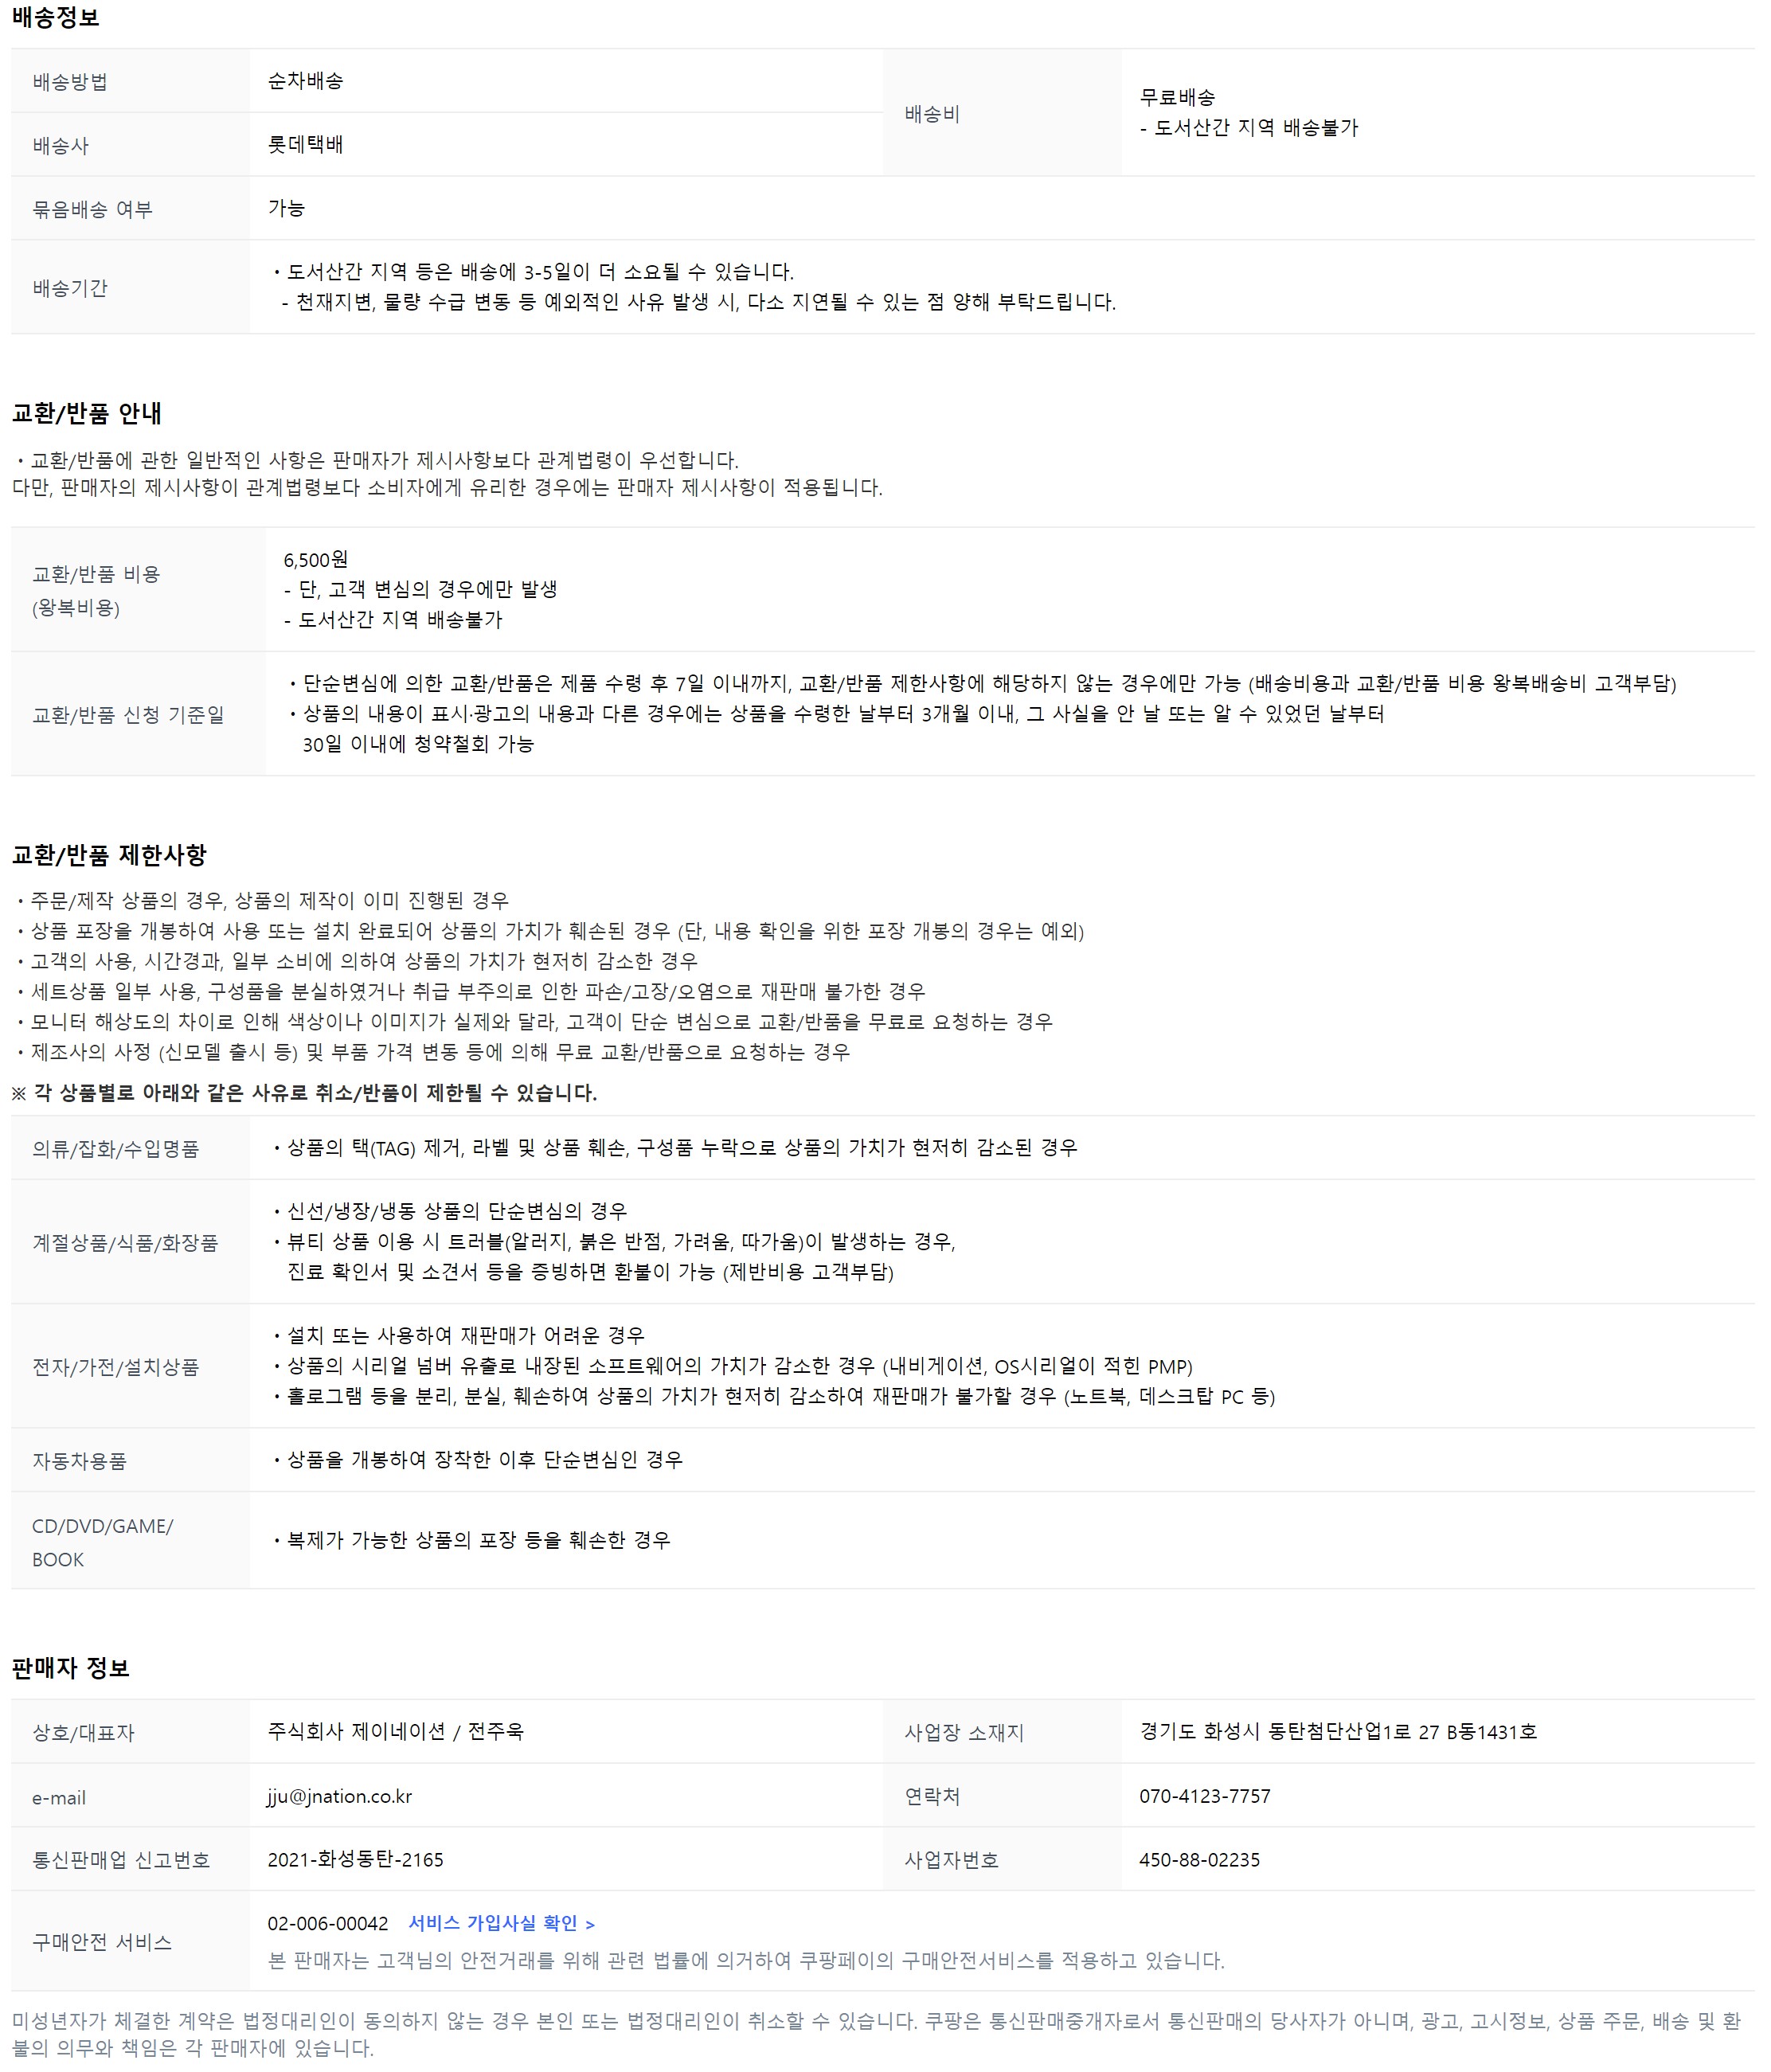 배송정보
배송방법
순차배송
배송비
무료배송
- 도서산간 지역 배송불가
배송사
롯데택배
묶음배송 여부
가능
배송기간
・도서산간 지역 등은 배송에 3-5일이 더 소요될 수 있습니다.
- 천재지변, 물량 수급 변동 등 예외적인 사유 발생 시, 다소 지연될 수 있는 점 양해 부탁드립니다.
교환/반품 안내
・교환/반품에 관한 일반적인 사항은 판매자가 제시사항보다 관계법령이 우선합니다.
다만, 판매자의 제시사항이 관계법령보다 소비자에게 유리한 경우에는 판매자 제시사항이 적용됩니다.
교환/반품 비용
(왕복비용)
6,500원
- 단, 고객 변심의 경우에만 발생
- 도서산간 지역 배송불가
교환/반품 신청 기준일
・단순변심에 의한 교환/반품은 제품 수령 후 7일 이내까지, 교환/반품 제한사항에 해당하지 않는 경우에만 가능 (배송비용과 교환/반품 비용 왕복배송비 고객부담)
・상품의 내용이 표시·광고의 내용과 다른 경우에는 상품을 수령한 날부터 3개월 이내, 그 사실을 안 날 또는 알 수 있었던 날부터
30일 이내에 청약철회 가능
교환/반품 제한사항
・주문/제작 상품의 경우, 상품의 제작이 이미 진행된 경우
・상품 포장을 개봉하여 사용 또는 설치 완료되어 상품의 가치가 훼손된 경우 (단, 내용 확인을 위한 포장 개봉의 경우는 예외)
・고객의 사용, 시간경과, 일부 소비에 의하여 상품의 가치가 현저히 감소한 경우
・세트상품 일부 사용, 구성품을 분실하였거나 취급 부주의로 인한 파손/고장/오염으로 재판매 불가한 경우
・모니터 해상도의 차이로 인해 색상이나 이미지가 실제와 달라, 고객이 단순 변심으로 교환/반품을 무료로 요청하는 경우
・제조사의 사정 (신모델 출시 등) 및 부품 가격 변동 등에 의해 무료 교환/반품으로 요청하는 경우
※ 각 상품별로 아래와 같은 사유로 취소/반품이 제한될 수 있습니다.
의류/잡화/수입명품
・상품의 택(TAG) 제거, 라벨 및 상품 훼손, 구성품 누락으로 상품의 가치가 현저히 감소된 경우
계절상품/식품/화장품
・신선/냉장/냉동 상품의 단순변심의 경우
・뷰티 상품 이용 시 트러블(알러지, 붉은 반점, 가려움, 따가움)이 발생하는 경우,
진료 확인서 및 소견서 등을 증빙하면 환불이 가능 (제반비용 고객부담)
전자/가전/설치상품
・설치 또는 사용하여 재판매가 어려운 경우
・상품의 시리얼 넘버 유출로 내장된 소프트웨어의 가치가 감소한 경우 (내비게이션, OS시리얼이 적힌 PMP)
・홀로그램 등을 분리, 분실, 훼손하여 상품의 가치가 현저히 감소하여 재판매가 불가할 경우 (노트북, 데스크탑 PC 등)
자동차용품
・상품을 개봉하여 장착한 이후 단순변심인 경우
CD/DVD/GAME/
BOOK
・복제가 가능한 상품의 포장 등을 훼손한 경우
판매자 정보
상호/대표자
주식회사 제이네이션 / 전주욱
사업장 소재지
경기도 화성시 동탄첨단산업1로 27 B동1431호
e-mail
jju@jnation.co.kr
연락처
070-4123-7757
통신판매업 신고번호
2021-화성동탄-2165
사업자번호
450-88-02235
구매안전 서비스
02-006-00042 서비스 가입사실 확인 >
본 판매자는 고객님의 안전거래를 위해 관련 법률에 의거하여 쿠팡페이의 구매안전서비스를 적용하고 있습니다.
미성년자가 체결한 계약은 법정대리인이 동의하지 않는 경우 본인 또는 법정대리인이 취소할 수 있습니다. 쿠팡은 통신판매중개자로서 통신판매의 당사자가 아니며, 광고, 고시정보, 상품 주문, 배송 및 환
불의 의무와 책임은 각 판매자에 있습니다.